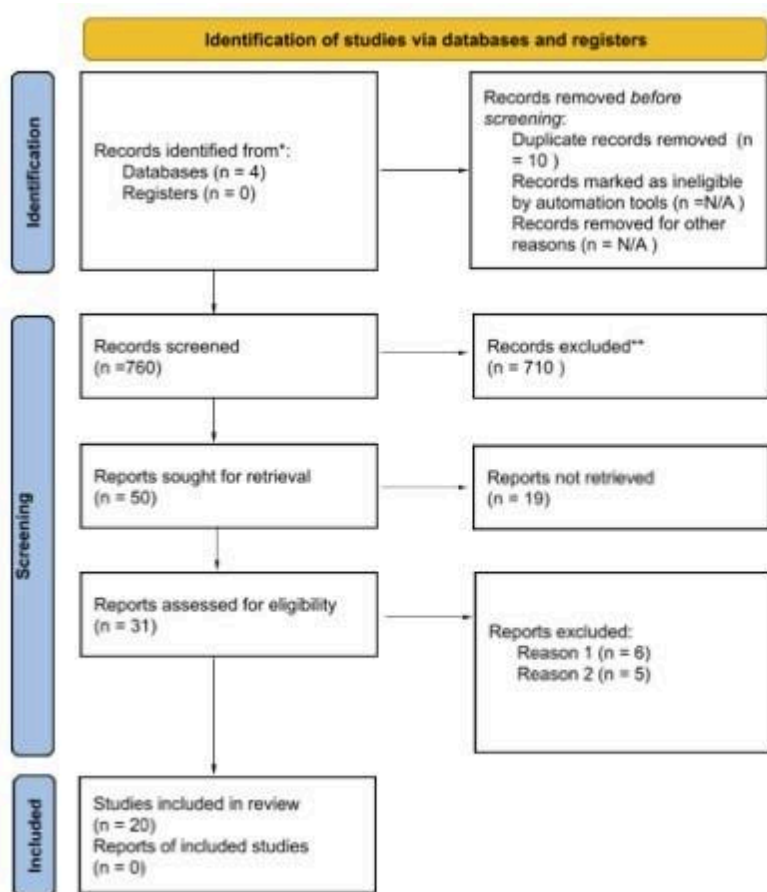 Identification of studies via databases and registers
Identification
Records identified from*:
Databases (n = 4)
Registers (n = 0)
Records removed before
screening:
Duplicate records removed (n
= 10 )
Records marked as ineligible
by automation tools (n =N/A )
Records removed for other
reasons (n = N/A )
Screening
Records screened
(n =760)
Records excluded**
(n = 710 )
Reports sought for retrieval
(n = 50)
Reports not retrieved
(n = 19)
Reports assessed for eligibility
(n = 31)
Reports excluded:
Reason 1 (n = 6)
Reason 2 (n = 5)
Included
Studies included in review
(n = 20)
Reports of included studies
(n = 0)